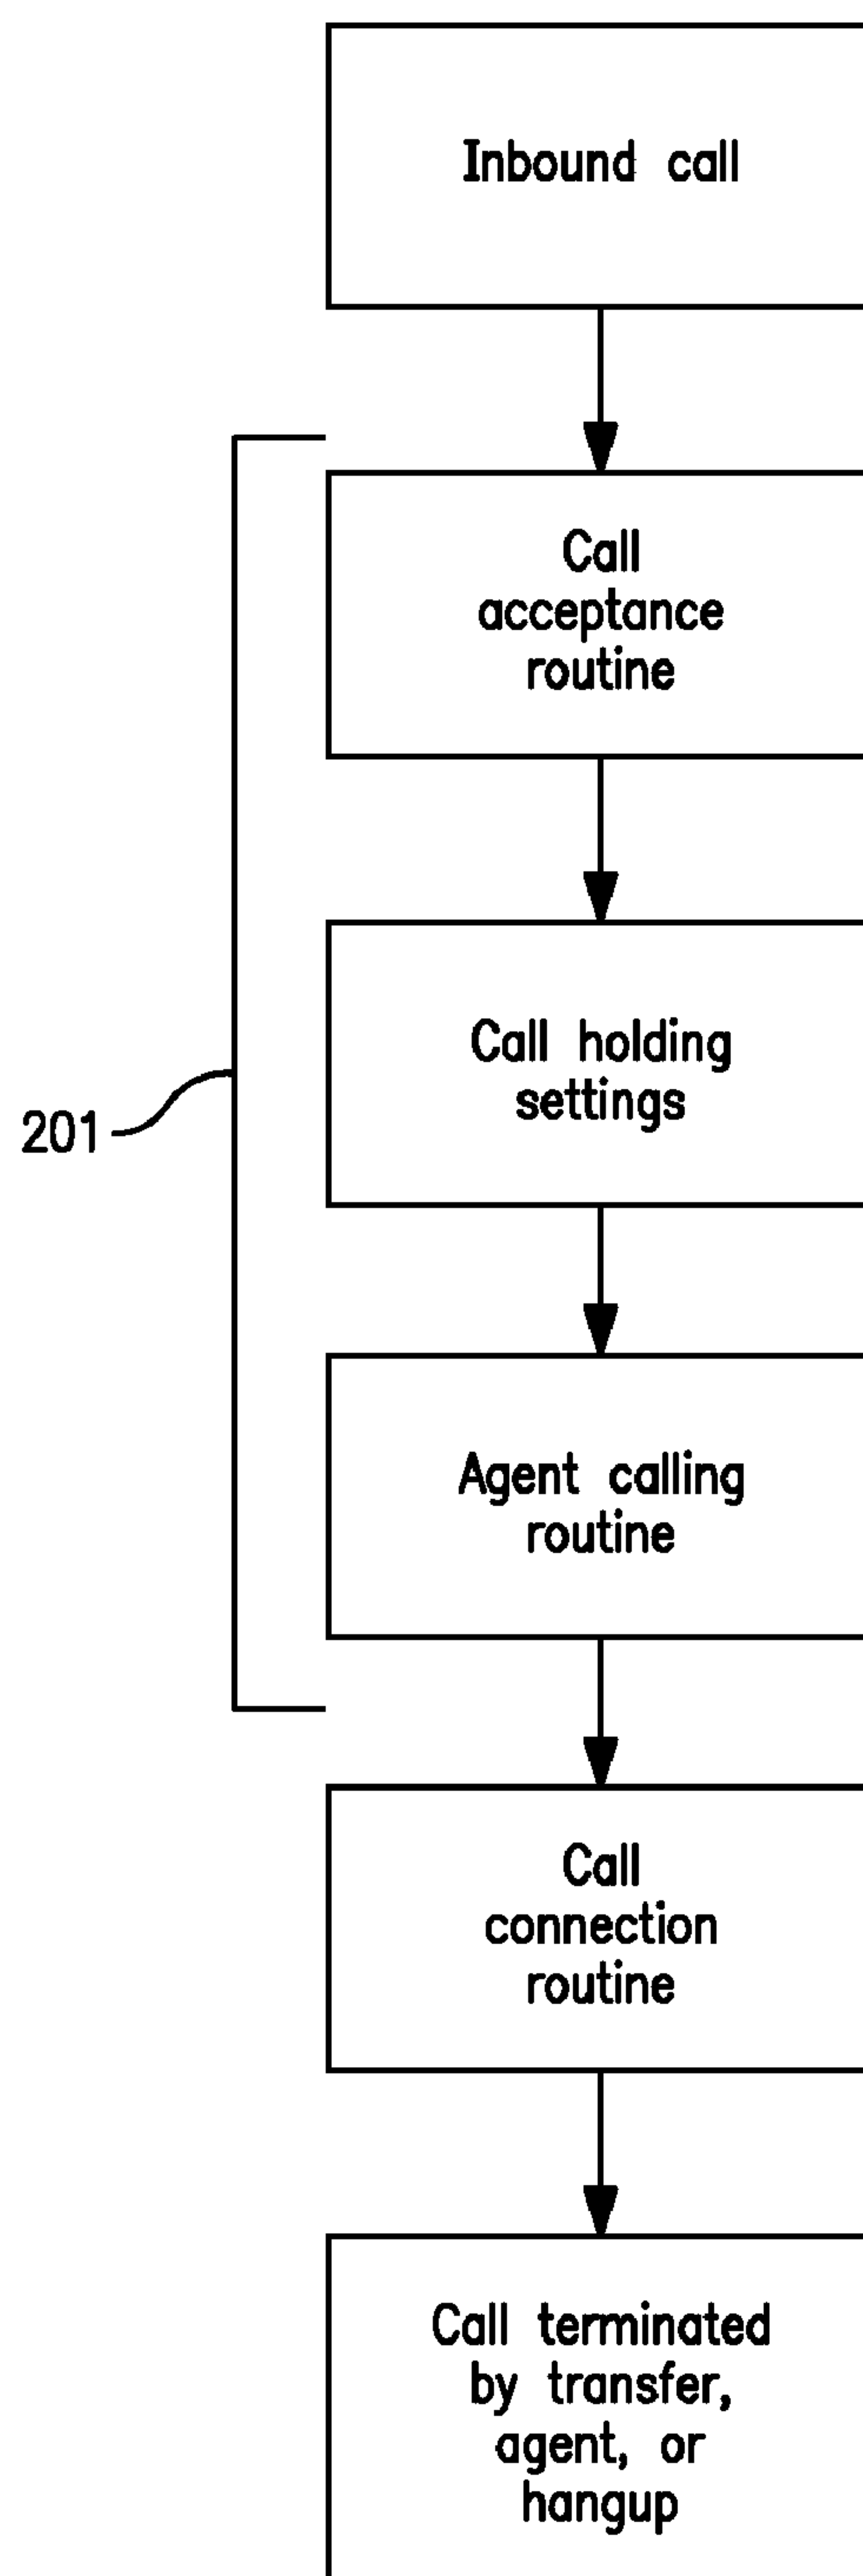 Inbound call
Call
acceptance
routine
Call holding
settings
201
Agent calling
routine
Call
connection
routine
Call terminated
by transfer,
agent, or
hangup